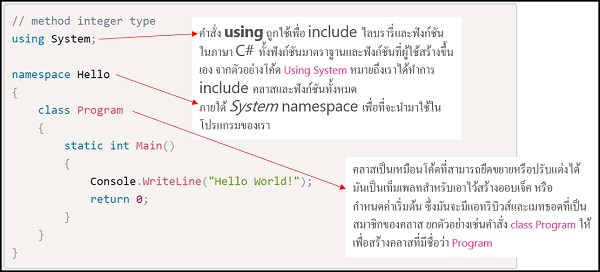 // method integer type
using System;
namespace Hello
{
class Program
{
static int Main()
{
Console.WriteLine("Hello World!");
return 0;
}
}
}
คำสั่ง using ถูกใช้เพื่อ include ไลบรารี่และฟังก์ชัน
ในภาษา C# ทั้งฟังก์ชันมาตราฐานและฟังก์ชันที่ผู้ใช้สร้างขึ้น
เอง จากตัวอย่างโค้ด Using System หมายถึงเราได้ทำการ
include คลาสและฟังก์ชันทั้งหมด
ภายใต้ System namespace เพื่อที่จะนำมาใช้ใน
โปรแกรมของเรา
คลาสเป็นเหมือนโค้ดที่สามารถยืดขยายหรือปรับแต่งได้
มันเป็นเท็มเพลทสำหรับเอาไว้สร้างออบเจ็ค หรือ
กำหนดค่าเริ่มต้น ซึ่งมันจะมีแอททริบิวส์และเมทธอดที่เป็น
สมาชิกของคลาส ยกตัวอย่างเช่นคำสั่ง class Program ให้
เพื่อสร้างคลาสที่มีชื่อว่า Program